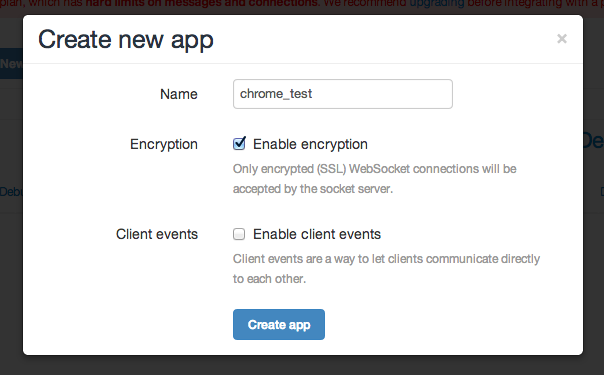 plan, which has hard limits on messages and connections. We recommend upgrading before integrating with a p
Create new app
×
New
Name
chrome_test
Encryption
Enable encryption
De
Only encrypted (SSL) WebSocket connections will be
accepted by the socket server.
Debu
D
Client events
Enable client events
Client events are a way to let clients communicate directly
to each other.
Create app